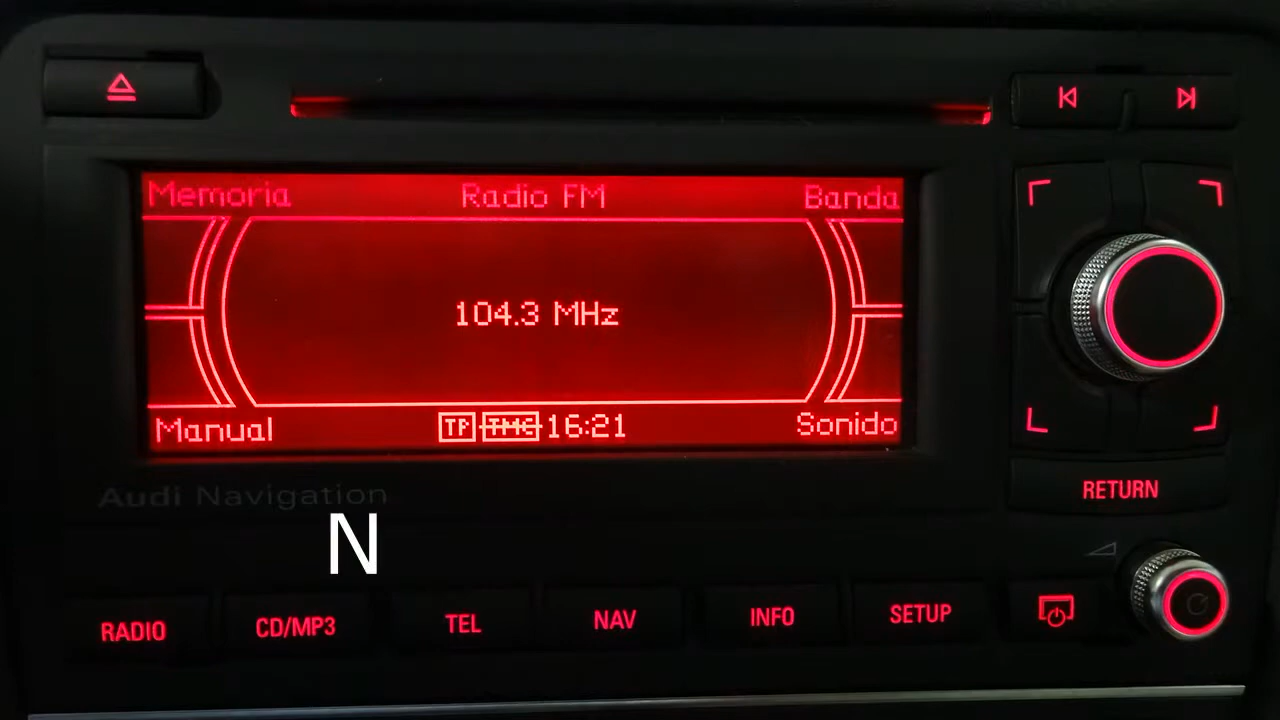 Memoria Radio FM Banda
104.3 MHz
Manual TP TMC 16:21 Sonido
Audi Navigation
RETURN
N
RADIO CD/MP3 TEL NAV INFO SETUP